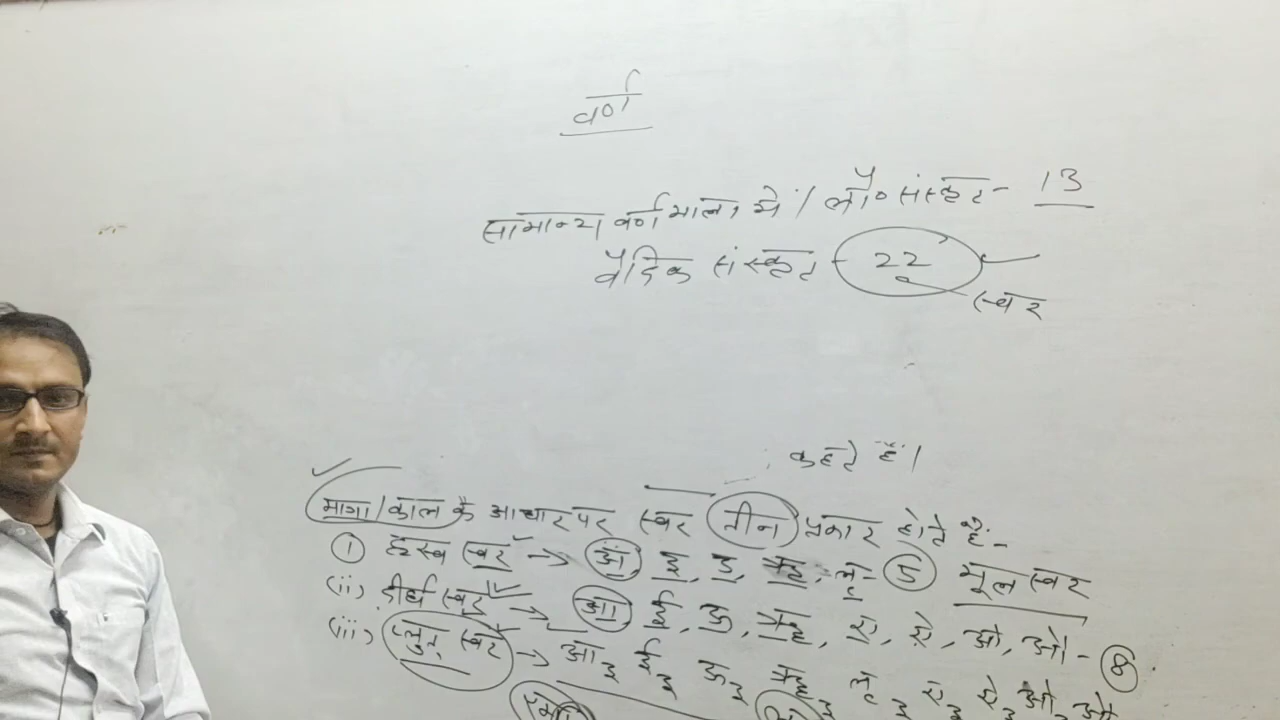 वर्ण
सामान्य वर्णमाला में / लौ० संस्कृत - 13
वैदिक संस्कृत - 22
स्वर
कहते हैं।
मात्रा/काल के आधार पर स्वर तीन प्रकार होते हैं:-
① ह्रस्व स्वर → अ, इ, उ, ऋ, लृ - ⑤ मूल स्वर
(ii) दीर्घ स्वर → आ, ई, ऊ, ॠ, ए, ऐ, ओ, औ - ⑧
(iii) प्लुत स्वर → आ३ ई३ ऊ३ ॠ३ लृ३ ए३ ऐ३ ओ३ औ